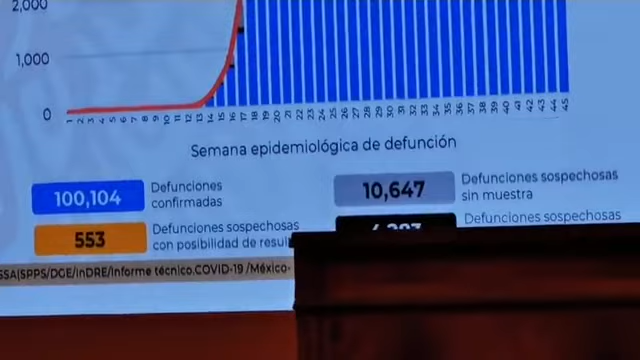 2,000
1,000
0
1 2 3 4 5 6 7 8 9 10 11 12 13 14 15 16 17 18 19 20 21 22 23 24 25 26 27 28 29 30 31 32 33 34 35 36 37 38 39 40 41 42 43 44 45
Semana epidemiológica de defunción
100,104 Defunciones
confirmadas
553 Defunciones sospechosas
con posibilidad de
10,647 Defunciones sospechosas
sin muestra
Defunciones sospechosas
SSA(SPPS/DGE/InDRE/Informe técnico.COVID-19 /México-